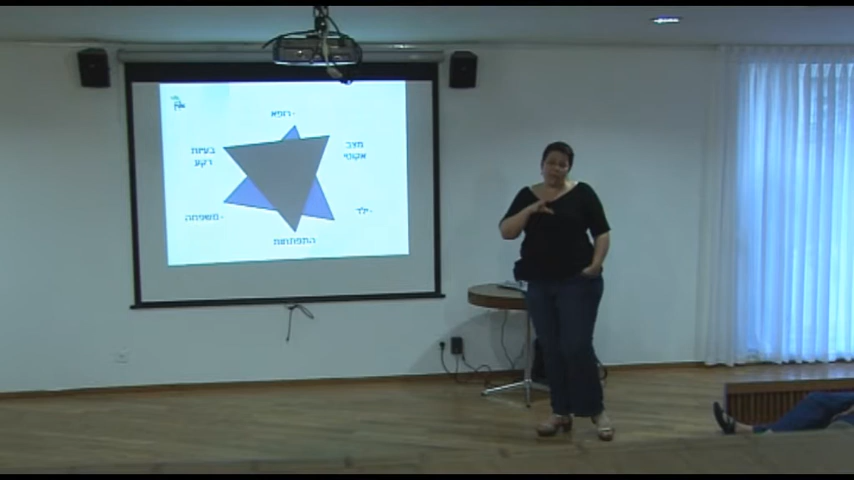 רופא -
בעיות
רקע
מצב
אקוטי
משפחה -
ילד -
התפתחות